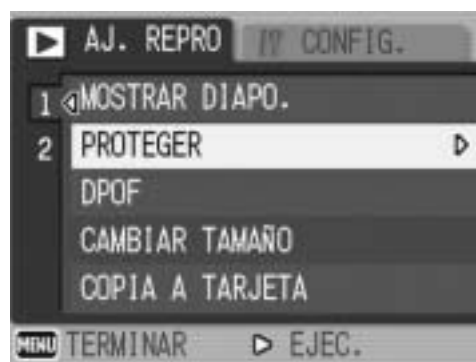 AJ. REPRO CONFIG.
1 MOSTRAR DIAPO.
2 PROTEGER
DPOF
CAMBIAR TAMAÑO
COPIA A TARJETA
MENU TERMINAR EJEC.